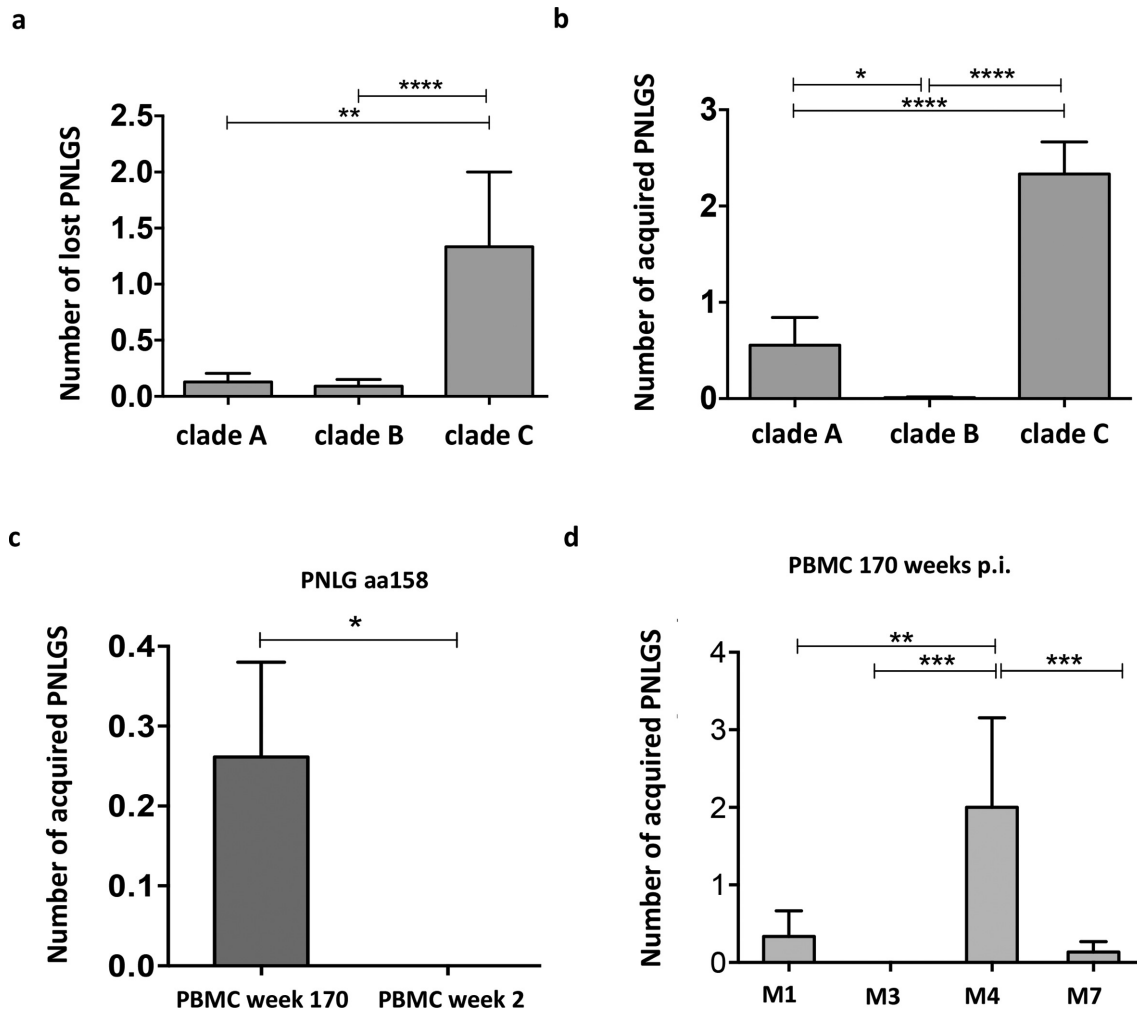 a
****
**
Number of lost PNLGS
2.5
2.0
1.5
1.0
0.5
0.0
clade A
clade B
clade C
b
*
****
****
Number of acquired PNLGS
3
2
1
0
clade A
clade B
clade C
c
PNLG aa158
*
Number of acquired PNLGS
0.4
0.3
0.2
0.1
0.0
PBMC week 170
PBMC week 2
d
PBMC 170 weeks p.i.
**
***
***
Number of acquired PNLGS
4
3
2
1
0
M1
M3
M4
M7